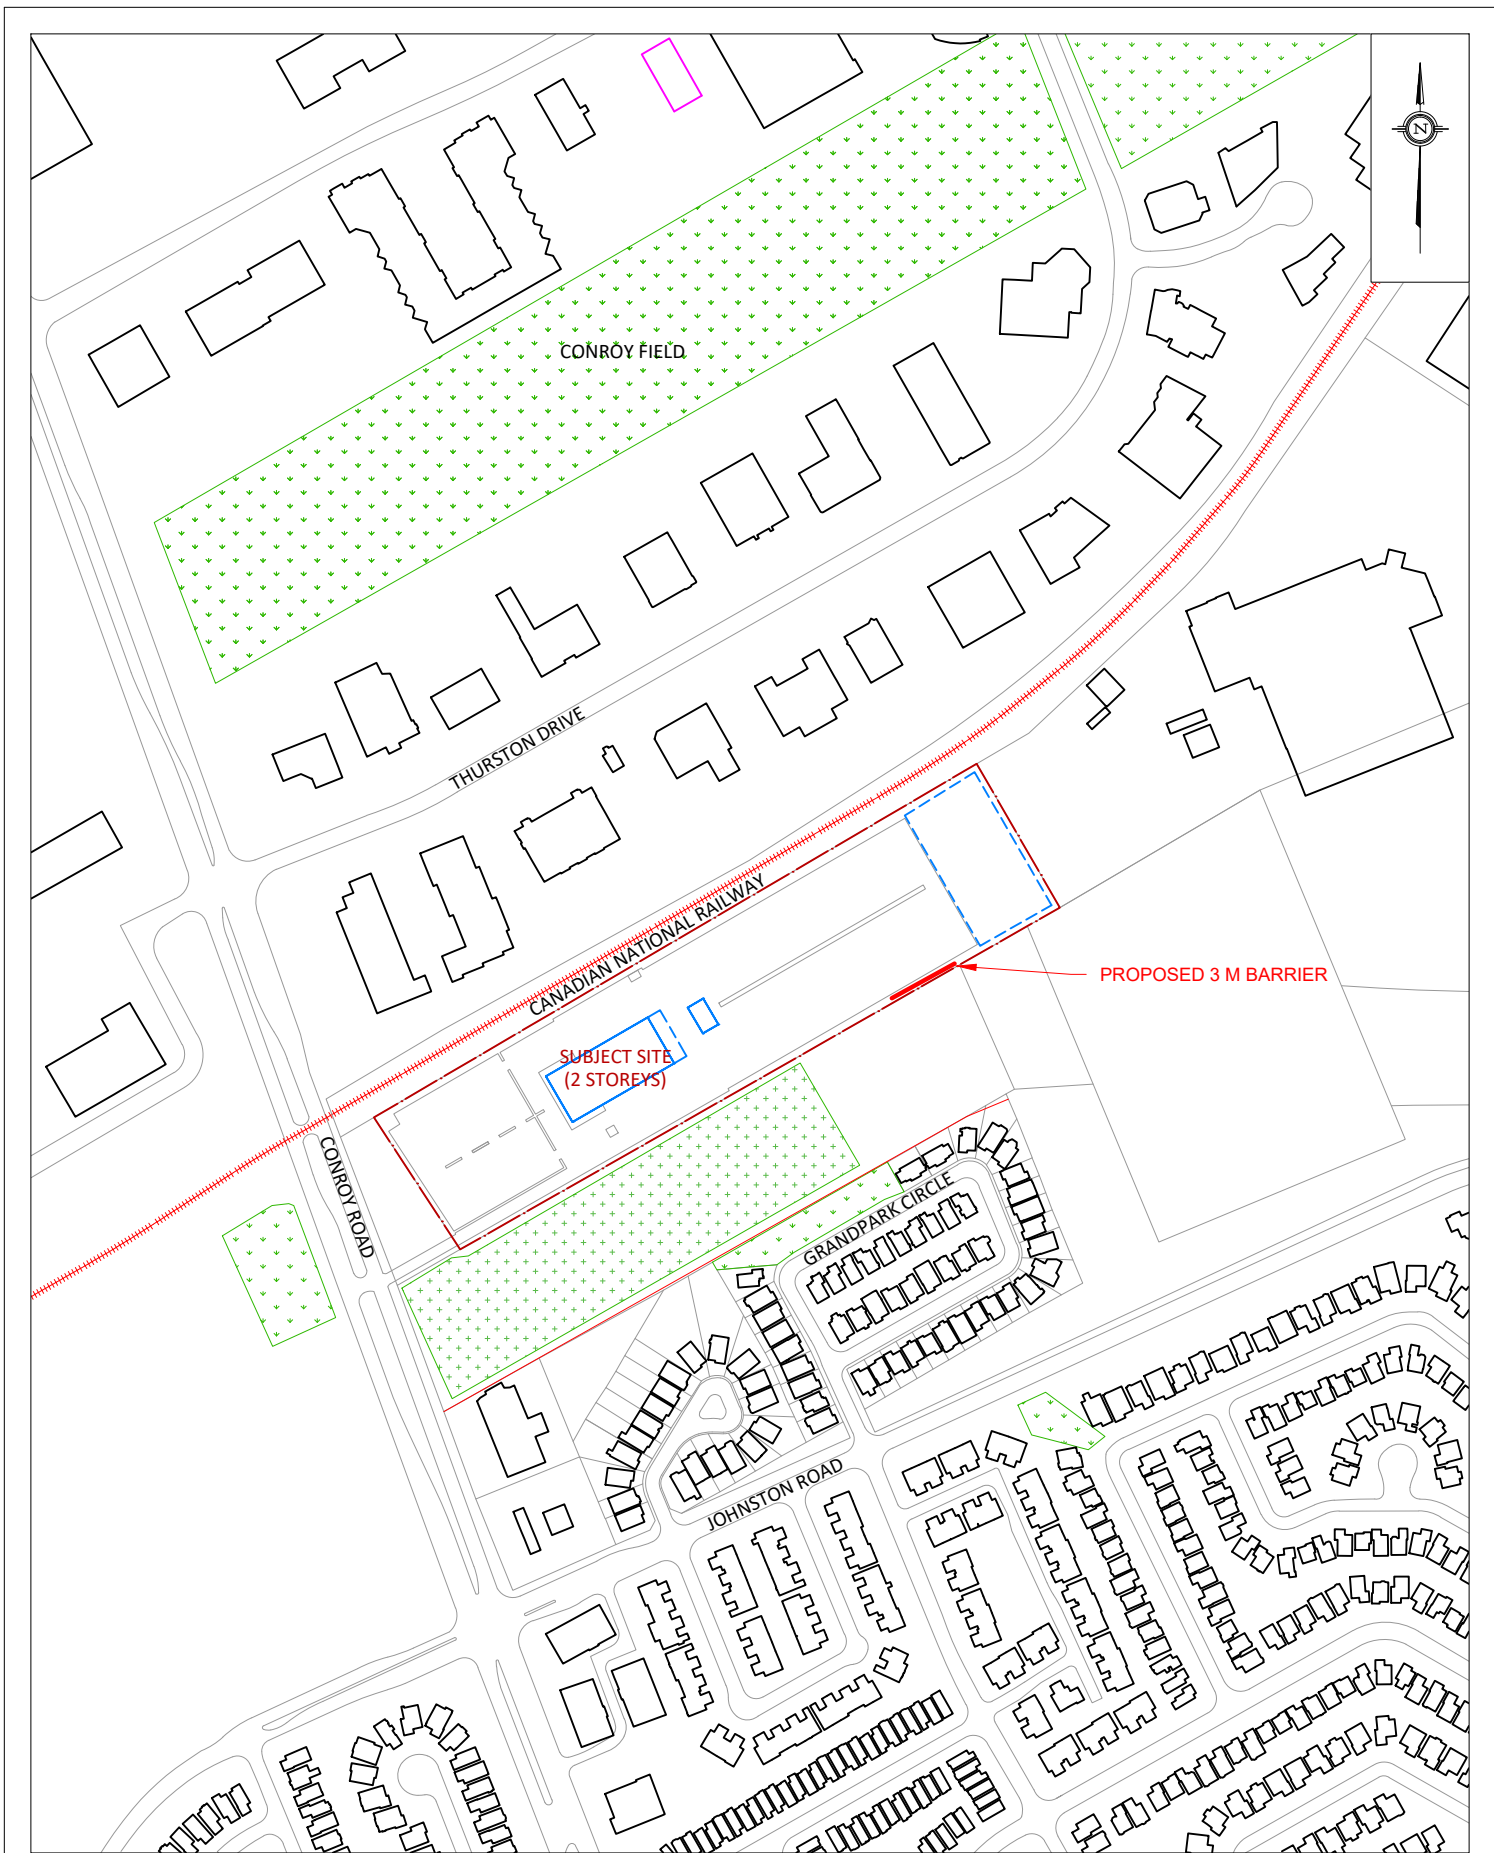 N
CONROY FIELD
THURSTON DRIVE
CANADIAN NATIONAL RAILWAY
PROPOSED 3 M BARRIER
SUBJECT SITE
(2 STOREYS)
CONROY ROAD
GRANDPARK CIRCLE
JOHNSTON ROAD